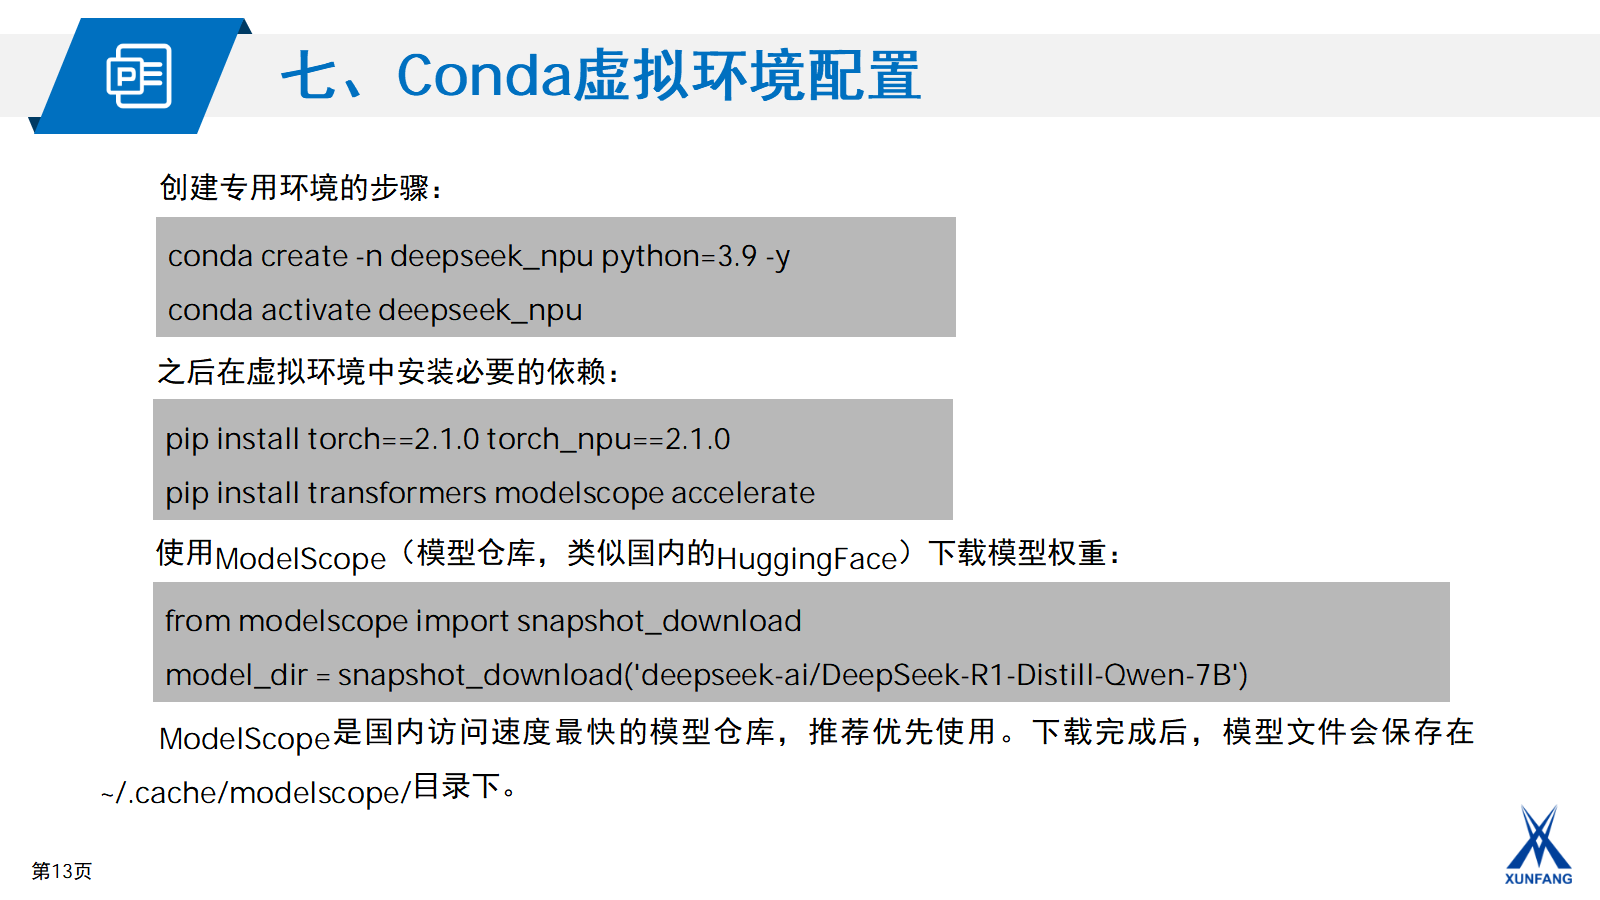 七、Conda虚拟环境配置
创建专用环境的步骤：
conda create -n deepseek_npu python=3.9 -y
conda activate deepseek_npu
之后在虚拟环境中安装必要的依赖：
pip install torch==2.1.0 torch_npu==2.1.0
pip install transformers modelscope accelerate
使用ModelScope（模型仓库，类似国内的HuggingFace）下载模型权重：
from modelscope import snapshot_download
model_dir = snapshot_download('deepseek-ai/DeepSeek-R1-Distill-Qwen-7B')
ModelScope是国内访问速度最快的模型仓库，推荐优先使用。下载完成后，模型文件会保存在
~/.cache/modelscope/目录下。
第13页
XUNFANG